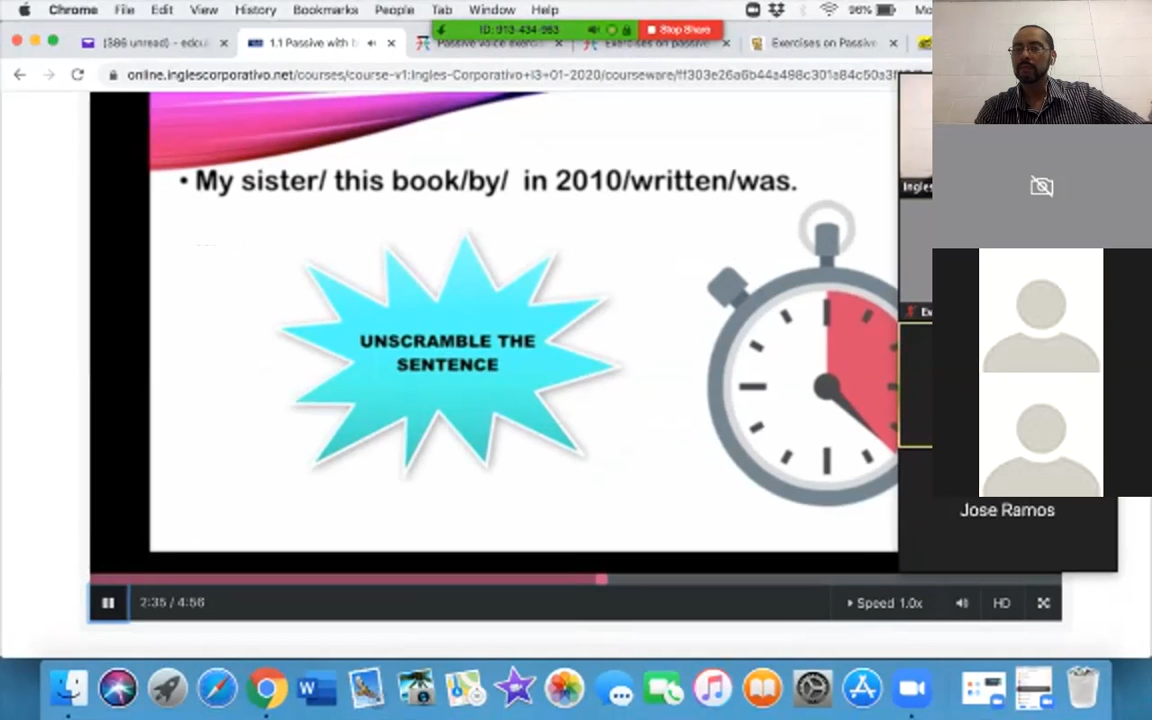 Chrome File Edit View History Bookmarks People Tab Window Help
96%
Stop Share
1.1 Passive with b
Exercises on Passive
online.inglescorporativo.net/courses/course-v1:Ingles-Corporativo+i3+01-2020/courseware/
• My sister/ this book/by/ in 2010/written/was.
UNSCRAMBLE THE
SENTENCE
Jose Ramos
2:35 / 4:56
Speed 1.0x
HD